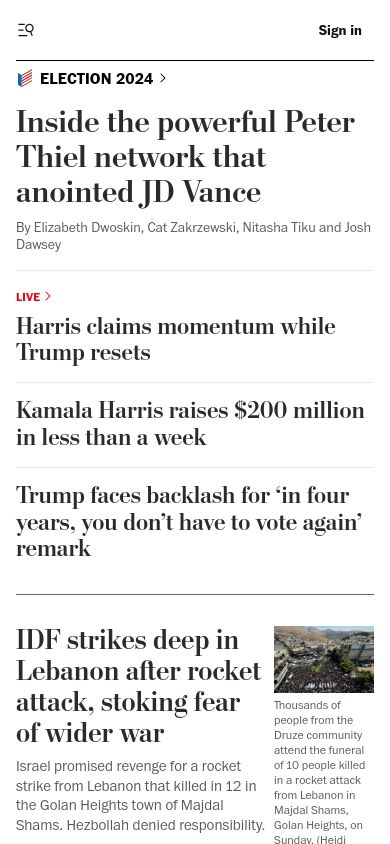 Sign in
ELECTION 2024
Inside the powerful Peter
Thiel network that
anointed JD Vance
By Elizabeth Dwoskin, Cat Zakrzewski, Nitasha Tiku and Josh
Dawsey
LIVE
Harris claims momentum while
Trump resets
Kamala Harris raises $200 million
in less than a week
Trump faces backlash for ‘in four
years, you don’t have to vote again’
remark
IDF strikes deep in
Lebanon after rocket
attack, stoking fear
of wider war
Israel promised revenge for a rocket
strike from Lebanon that killed in 12 in
the Golan Heights town of Majdal
Shams. Hezbollah denied responsibility.
Thousands of
people from the
Druze community
attend the funeral
of 10 people killed
in a rocket attack
from Lebanon in
Majdal Shams,
Golan Heights, on
Sunday. (Heidi